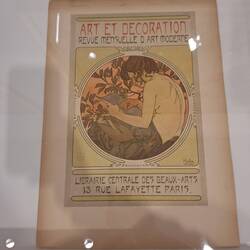 ART ET DECORATION
REVUE MENSUELLE D'ART MODERNE
LIBRAIRIE CENTRALE DES BEAUX-ARTS
13 RUE LAFAYETTE PARIS